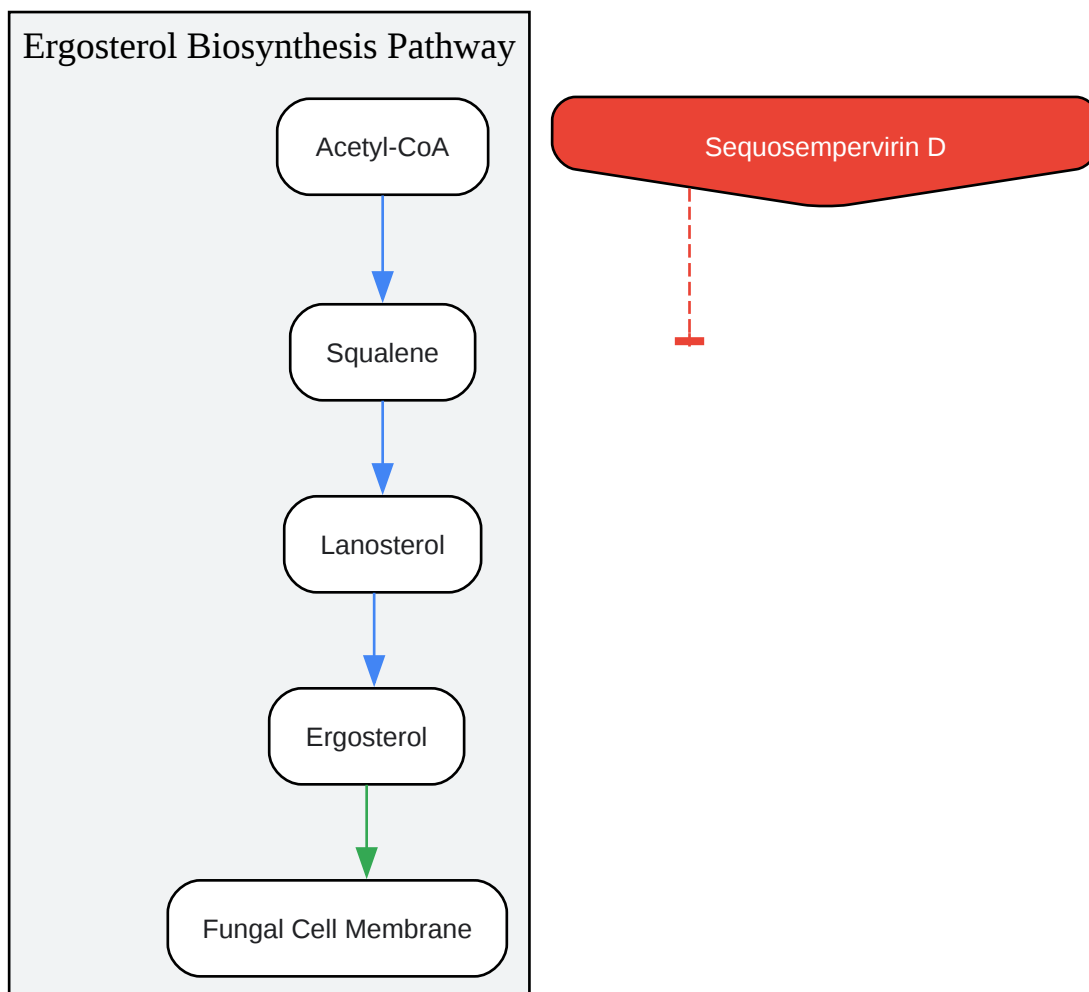 Ergosterol Biosynthesis Pathway
Acetyl-CoA
Sequosempervirin D
Squalene
Lanosterol
Ergosterol
Fungal Cell Membrane